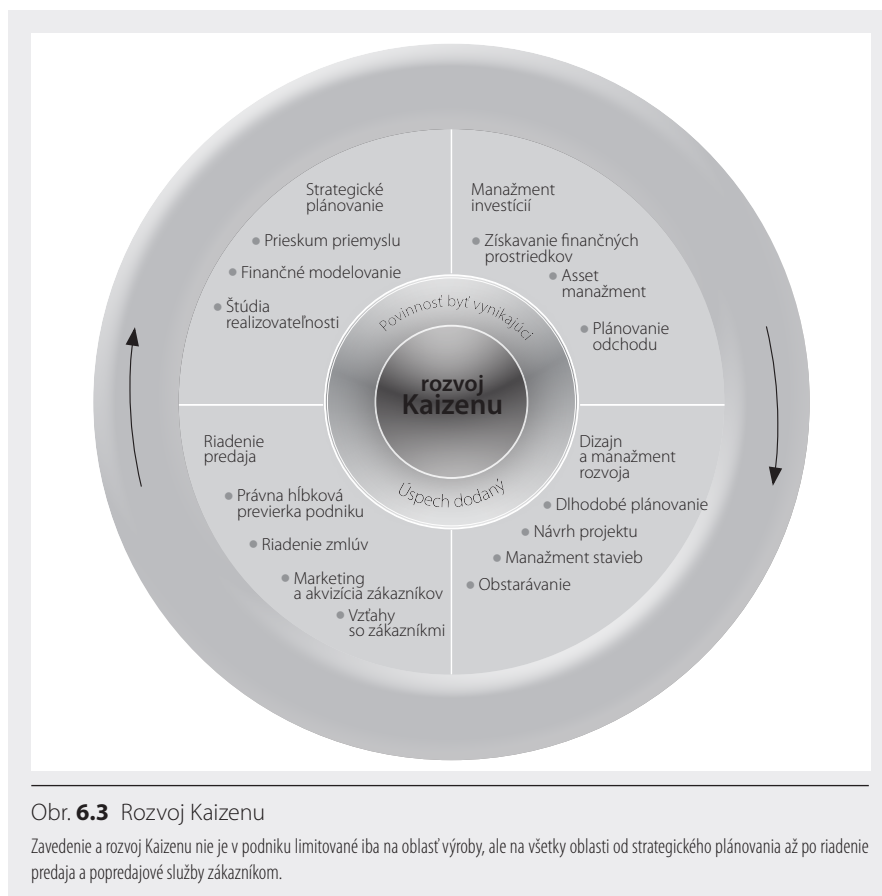 Strategické
plánovanie
Prieskum priemyslu
Finančné modelovanie
Štúdia
realizovateľnosti
Manažment
investícií
Získavanie finančných
prostriedkov
Asset
manažment
Plánovanie
odchodu
Povinnosť byť vynikajúci
rozvoj
Kaizenu
Úspech dodaný
Riadenie
predaja
Právna hĺbková
previerka podniku
Riadenie zmlúv
Marketing
a akvizícia zákazníkov
Vzťahy
so zákazníkmi
Dizajn
a manažment
rozvoja
Dlhodobé plánovanie
Návrh projektu
Manažment stavieb
Obstarávanie
Obr. 6.3 Rozvoj Kaizenu
Zavedenie a rozvoj Kaizenu nie je v podniku limitované iba na oblasť výroby, ale na všetky oblasti od strategického plánovania až po riadenie
predaja a popredajové služby zákazníkom.